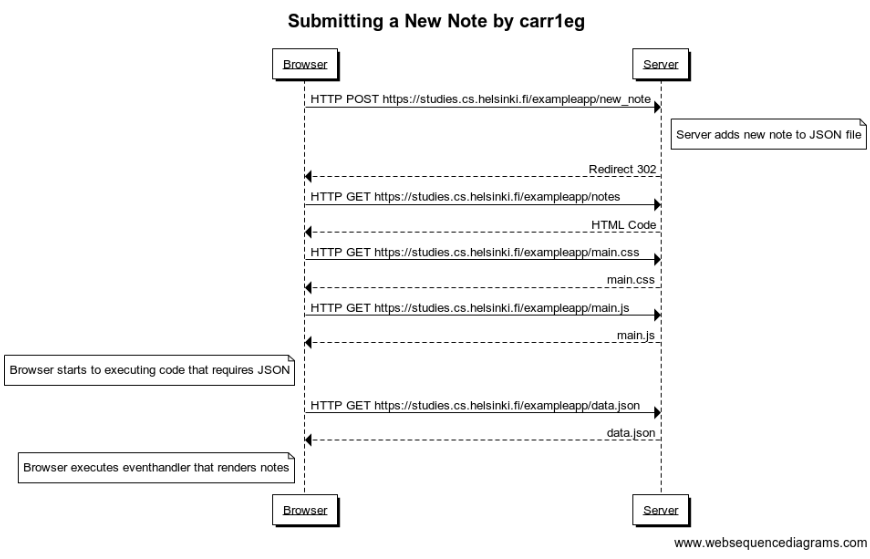 Submitting a New Note by carr1eg
Browser
Server
HTTP POST https://studies.cs.helsinki.fi/exampleapp/new_note
Server adds new note to JSON file
Redirect 302
HTTP GET https://studies.cs.helsinki.fi/exampleapp/notes
HTML Code
HTTP GET https://studies.cs.helsinki.fi/exampleapp/main.css
main.css
HTTP GET https://studies.cs.helsinki.fi/exampleapp/main.js
main.js
Browser starts to executing code that requires JSON
HTTP GET https://studies.cs.helsinki.fi/exampleapp/data.json
data.json
Browser executes eventhandler that renders notes
Browser
Server
www.websequencediagrams.com